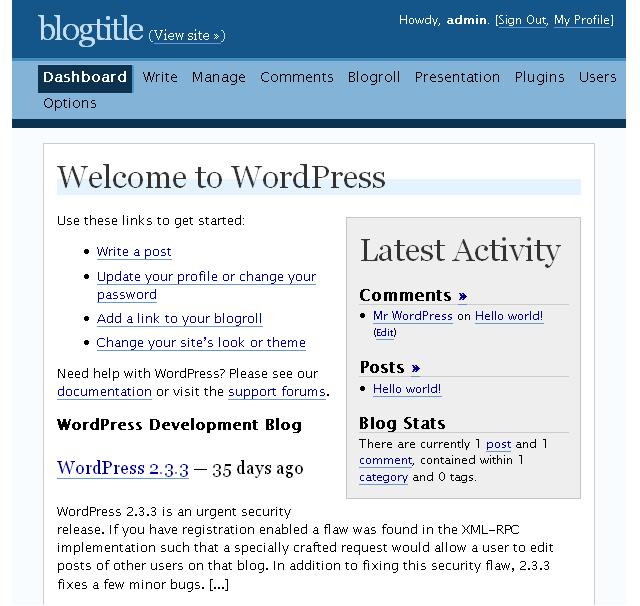 blogtitle (View site »)
Howdy, admin. [Sign Out, My Profile]
Dashboard Write Manage Comments Blogroll Presentation Plugins Users
Options
Welcome to WordPress
Use these links to get started:
• Write a post
• Update your profile or change your
password
• Add a link to your blogroll
• Change your site's look or theme
Need help with WordPress? Please see our
documentation or visit the support forums.
WordPress Development Blog
WordPress 2.3.3 — 35 days ago
Latest Activity
Comments »
• Mr WordPress on Hello world!
(Edit)
Posts »
• Hello world!
Blog Stats
There are currently 1 post and 1
comment, contained within 1
category and 0 tags.
WordPress 2.3.3 is an urgent security
release. If you have registration enabled a flaw was found in the XML-RPC
implementation such that a specially crafted request would allow a user to edit
posts of other users on that blog. In addition to fixing this security flaw, 2.3.3
fixes a few minor bugs. [...]